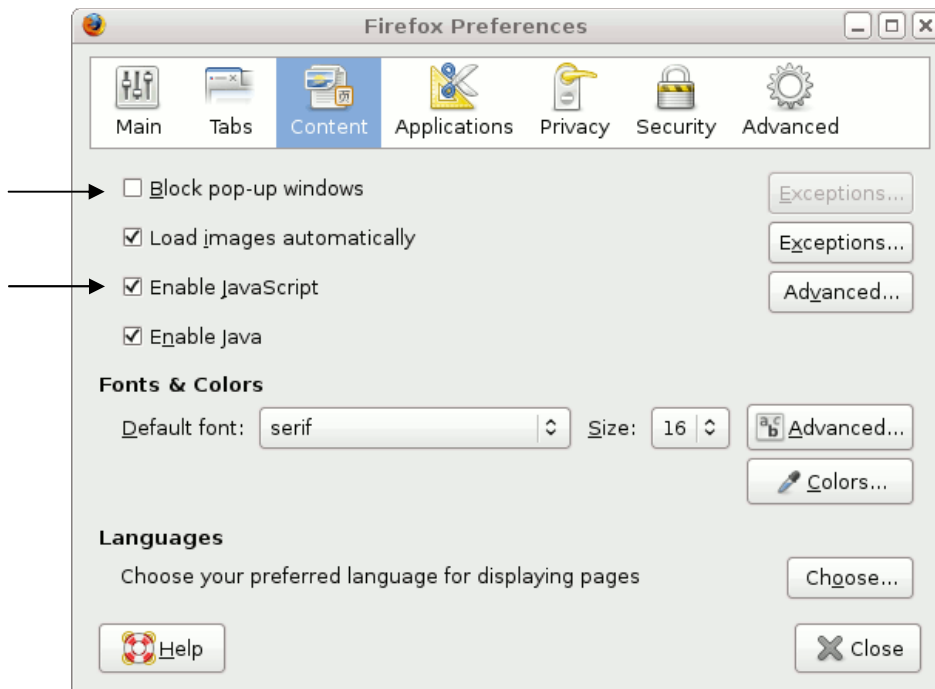 Firefox Preferences
Main Tabs Content Applications Privacy Security Advanced
Block pop-up windows Exceptions...
Load images automatically Exceptions...
Enable JavaScript Advanced...
Enable Java
Fonts & Colors
Default font: serif Size: 16 Advanced...
Colors...
Languages
Choose your preferred language for displaying pages Choose...
Help Close